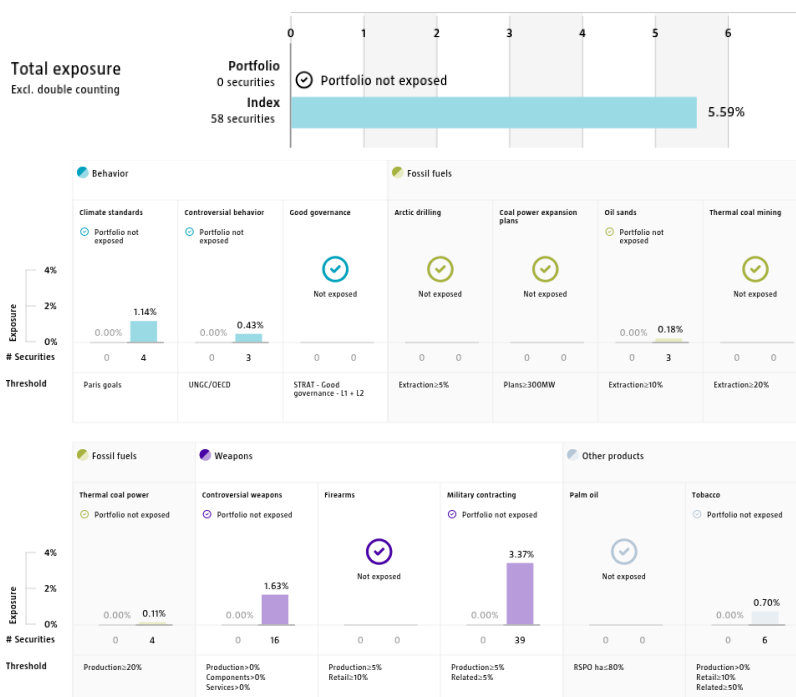 0 1 2 3 4 5 6
Total exposure
Excl. double counting
Portfolio
0 securities
Portfolio not exposed
Index
58 securities
5.59%
Behavior
Fossil fuels
Climate standards
Controversial behavior
Good governance
Arctic drilling
Coal power expansion
plans
Oil sands
Thermal coal mining
Portfolio not
exposed
Portfolio not
exposed
Portfolio not
exposed
Not exposed
Not exposed
Not exposed
Not exposed
Exposure
4%
2%
0%
0.00% 1.14%
0.00% 0.43%
0.00% 0.18%
# Securities
0 4 0 3 0 0 0 0 0 0 0 3 0 0
Threshold
Paris goals
UNGC/OECD
STRAT - Good
governance - L1 + L2
Extraction≥5%
Plans≥300MW
Extraction≥10%
Extraction≥20%
Fossil fuels
Weapons
Other products
Thermal coal power
Controversial weapons
Firearms
Military contracting
Palm oil
Tobacco
Portfolio not exposed
Portfolio not exposed
Portfolio not exposed
Portfolio not exposed
Not exposed
Not exposed
Exposure
4%
2%
0%
0.00% 0.11%
0.00% 1.63%
0.00% 3.37%
0.00% 0.70%
# Securities
0 4 0 16 0 0 0 39 0 0 0 6
Threshold
Production≥20%
Production>0%
Components>0%
Services>0%
Production≥5%
Retail≥10%
Production≥5%
Related≥5%
RSPO ha≤80%
Production>0%
Retail≥10%
Related≥50%